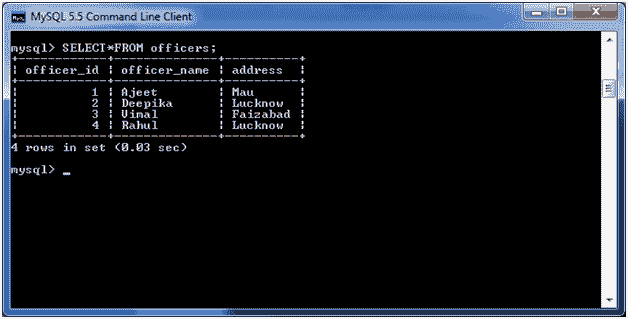 MySQL 5.5 Command Line Client
mysql> SELECT*FROM officers;
+------------+--------------+-----------+
| officer_id | officer_name | address   |
+------------+--------------+-----------+
|          1 | Ajeet        | Mau       |
|          2 | Deepika      | Lucknow   |
|          3 | Vimal        | Faizabad  |
|          4 | Rahul        | Lucknow   |
+------------+--------------+-----------+
4 rows in set (0.03 sec)
mysql> _